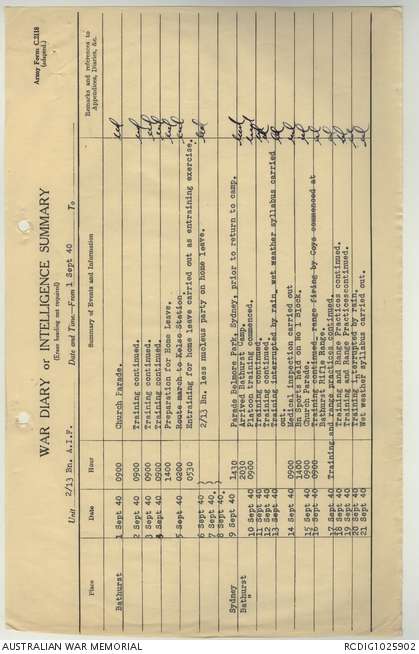 Army Form C.2118
(adapted.)
WAR DIARY or INTELLIGENCE SUMMARY
(Erase heading not required)
Unit 2/13 Bn. A.I.F. Date and Time—From 1 Sept 40 To
Place Date Hour Summary of Events and Information Remarks and references to Appendices, Diaries, &c.
Bathurst 1 Sept 40 0900 Church Parade.
2 Sept 40 0900 Training continued.
3 Sept 40 0900 Training continued.
4 Sept 40 0900 Training continued.
1400 Preparation for Home Leave.
5 Sept 40 0200 Route march to Kelso Station
0530 Entraining for home leave carried out as entraining exercise.
6 Sept 40 )
7 Sept 40. ) 2/13 Bn. less nucleus party on home leave.
8 Sept 40. )
Sydney 9 Sept 40 1430 Parade Belmore Park, Sydney, prior to return to camp.
Bathurst 2030 Arrived Bathurst Camp.
" 10 Sept 40 0900 Platoon training commenced.
11 Sept 40 Training continued.
12 Sept 40 Training continued.
13 Sept 40 Training interrupted by rain, wet weather syllabus carried
out.
14 Sept 40 0900 Medical inspection carried out
1400 Bn Sports held on No 1 Block.
15 Sept 40 0900 Church Parade.
16 Sept 40 0900 Training continued range firing by Coys commenced at
Bathurst Rifle Range.
17 Sept 40 Training and range practices continued.
18 Sept 40 Training and Range Practices continued.
19 Sept 40 Training and Range Practices continued.
20 Sept 40 Training interrupted by rain.
21 Sept 40 Wet weather syllabus carried out.
AUSTRALIAN WAR MEMORIAL
RCDIG1025902